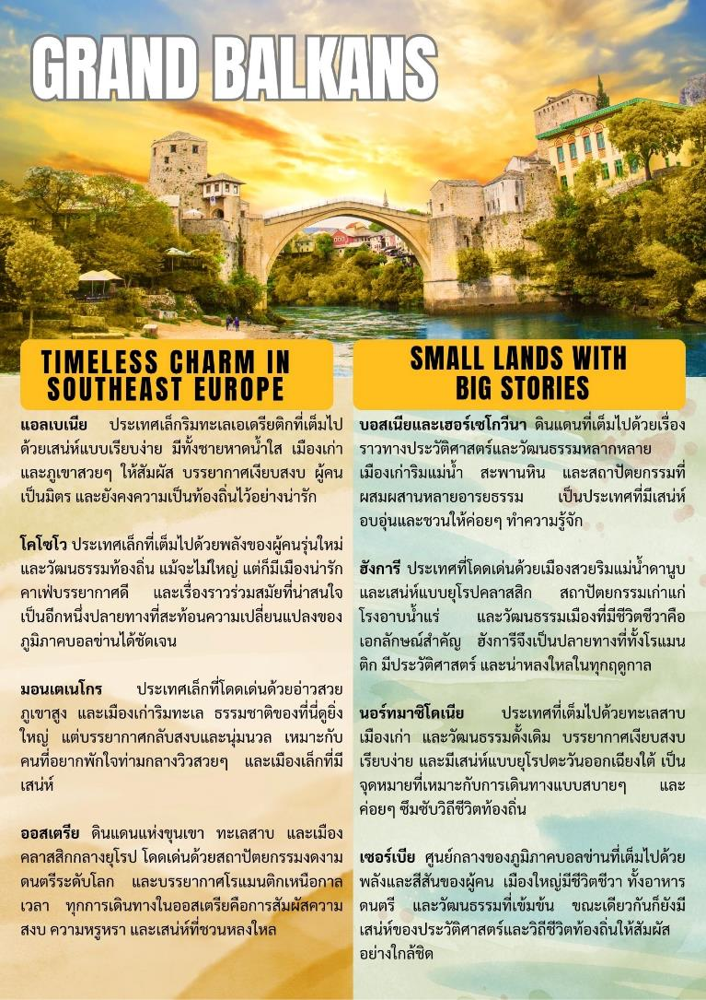 GRAND BALKANS
TIMELESS CHARM IN
SOUTHEAST EUROPE
แอลเบเนีย ประเทศเล็กริมทะเลเอเดรียติกที่เต็มไป
ด้วยเสน่ห์แบบเรียบง่าย มีทั้งชายหาดน้ำใส เมืองเก่า
และภูเขาสวยๆ ให้สัมผัส บรรยากาศเงียบสงบ ผู้คน
เป็นมิตร และยังคงความเป็นท้องถิ่นไว้อย่างน่ารัก
โคโซโว ประเทศเล็กที่เต็มไปด้วยพลังของผู้คนรุ่นใหม่
และวัฒนธรรมท้องถิ่น แม้จะไม่ใหญ่ แต่ก็มีเมืองน่ารัก
คาเฟ่บรรยากาศดี และเรื่องราวร่วมสมัยที่น่าสนใจ
เป็นอีกหนึ่งปลายทางที่สะท้อนความเปลี่ยนแปลงของ
ภูมิภาคบอลข่านได้ชัดเจน
มอนเตเนโกร ประเทศเล็กที่โดดเด่นด้วยอ่าวสวย
ภูเขาสูง และเมืองเก่าริมทะเล ธรรมชาติของที่นี่ดูยิ่ง
ใหญ่ แต่บรรยากาศกลับสงบและนุ่มนวล เหมาะกับ
คนที่อยากพักใจท่ามกลางวิวสวยๆ และเมืองเล็กที่มี
เสน่ห์
ออสเตรีย ดินแดนแห่งขุนเขา ทะเลสาบ และเมือง
คลาสสิกกลางยุโรป โดดเด่นด้วยสถาปัตยกรรมงดงาม
ดนตรีระดับโลก และบรรยากาศโรแมนติกเหนือกาล
เวลา ทุกการเดินทางในออสเตรียคือการสัมผัสความ
สงบ ความหรูหรา และเสน่ห์ที่ชวนหลงใหล
SMALL LANDS WITH
BIG STORIES
บอสเนียและเฮอร์เซโกวีนา ดินแดนที่เต็มไปด้วยเรื่อง
ราวทางประวัติศาสตร์และวัฒนธรรมหลากหลาย
เมืองเก่าริมแม่น้ำ สะพานหิน และสถาปัตยกรรมที่
ผสมผสานหลายอารยธรรม เป็นประเทศที่มีเสน่ห์
อบอุ่นและชวนให้ค่อยๆ ทำความรู้จัก
ฮังการี ประเทศที่โดดเด่นด้วยเมืองสวยริมแม่น้ำดานูบ
และเสน่ห์แบบยุโรปคลาสสิก สถาปัตยกรรมเก่าแก่
โรงอาบน้ำแร่ และวัฒนธรรมเมืองที่มีชีวิตชีวาคือ
เอกลักษณ์สำคัญ ฮังการีจึงเป็นปลายทางที่ทั้งโรแมน
ติก มีประวัติศาสตร์ และน่าหลงใหลในทุกฤดูกาล
นอร์ทมาซิโดเนีย ประเทศที่เต็มไปด้วยทะเลสาบ
เมืองเก่า และวัฒนธรรมดั้งเดิม บรรยากาศเงียบสงบ
เรียบง่าย และมีเสน่ห์แบบยุโรปตะวันออกเฉียงใต้ เป็น
จุดหมายที่เหมาะกับการเดินทางแบบสบายๆ และ
ค่อยๆ ซึมซับวิถีชีวิตท้องถิ่น
เซอร์เบีย ศูนย์กลางของภูมิภาคบอลข่านที่เต็มไปด้วย
พลังและสีสันของผู้คน เมืองใหญ่มีชีวิตชีวา ทั้งอาหาร
ดนตรี และวัฒนธรรมที่เข้มข้น ขณะเดียวกันก็ยังมี
เสน่ห์ของประวัติศาสตร์และวิถีชีวิตท้องถิ่นให้สัมผัส
อย่างใกล้ชิด